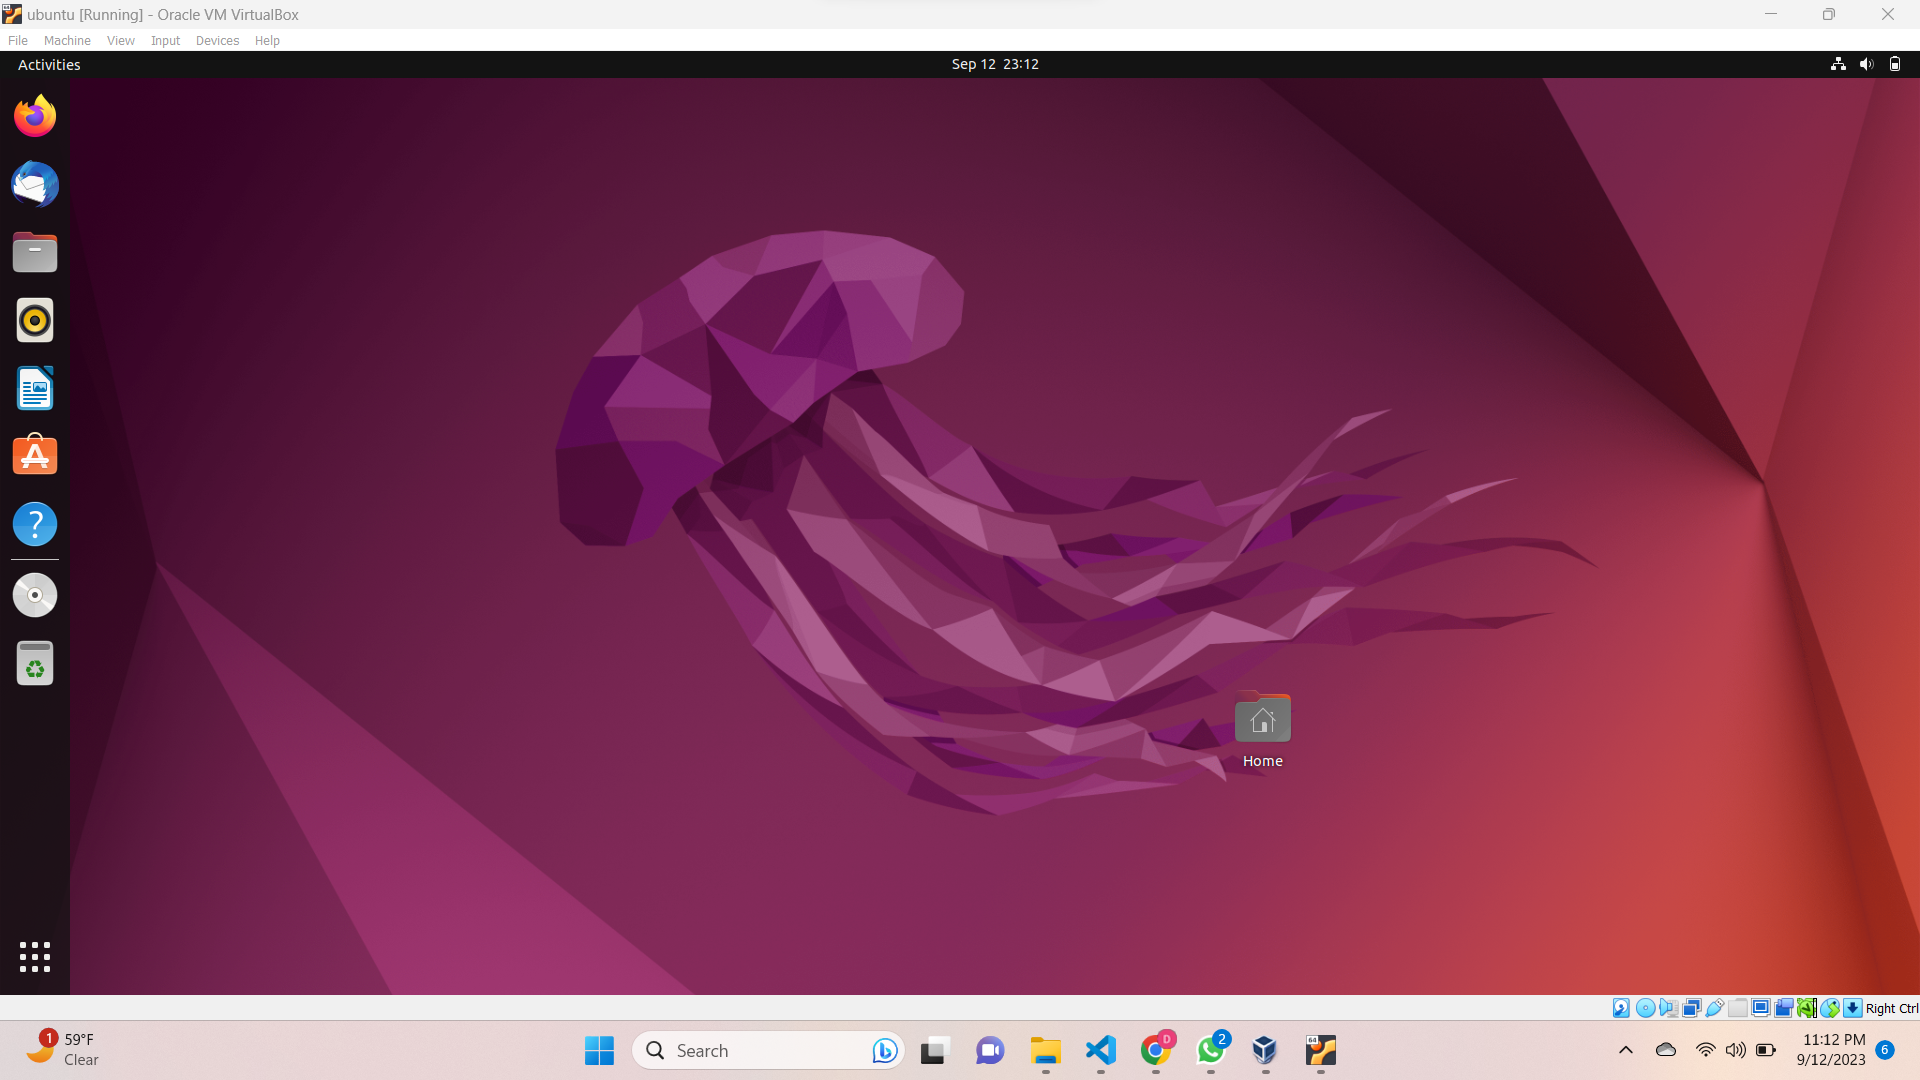 ubuntu [Running] - Oracle VM VirtualBox
File Machine View Input Devices Help
Activities
Sep 12 23:12
?
Home
Right Ctrl
1
59°F
Clear
Search
D
2
64
11:12 PM
9/12/2023
6